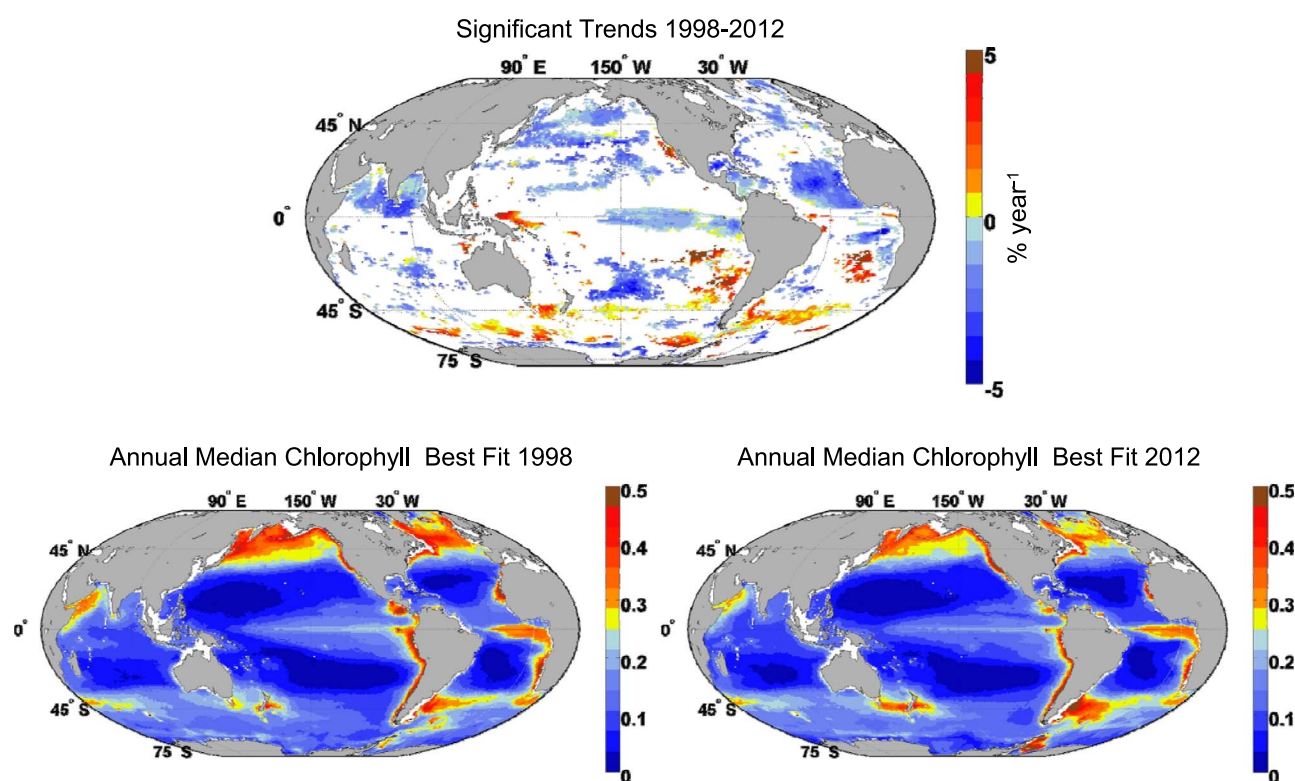 Significant Trends 1998-2012
90° E 150° W 30° W
5
45° N
0°
0
% year⁻¹
45° S
75° S
-5
Annual Median Chlorophyll Best Fit 1998
90° E 150° W 30° W
0.5
45° N
0.4
0.3
0°
0.2
45° S
0.1
75° S
0
Annual Median Chlorophyll Best Fit 2012
90° E 150° W 30° W
0.5
45° N
0.4
0.3
0°
0.2
45° S
0.1
75° S
0